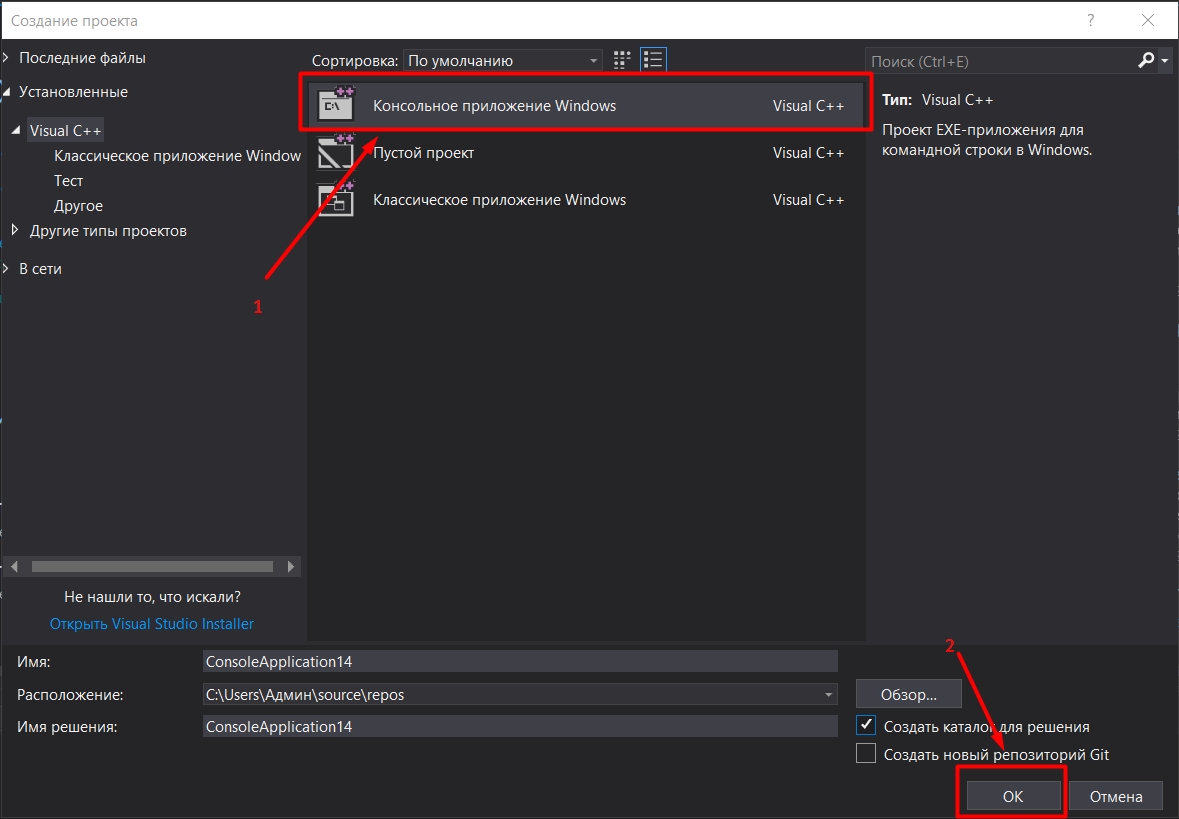 Создание проекта
?
Последние файлы
Установленные
Visual C++
Классическое приложение Window
Тест
Другое
Другие типы проектов
В сети
Не нашли то, что искали?
Открыть Visual Studio Installer
Сортировка: По умолчанию
Консольное приложение Windows Visual C++
Пустой проект Visual C++
Классическое приложение Windows Visual C++
1
Поиск (Ctrl+E)
Тип: Visual C++
Проект EXE-приложения для
командной строки в Windows.
Имя: ConsoleApplication14
Расположение: C:\Users\Админ\source\repos
Имя решения: ConsoleApplication14
2
Обзор...
Создать каталог для решения
Создать новый репозиторий Git
ОК
Отмена